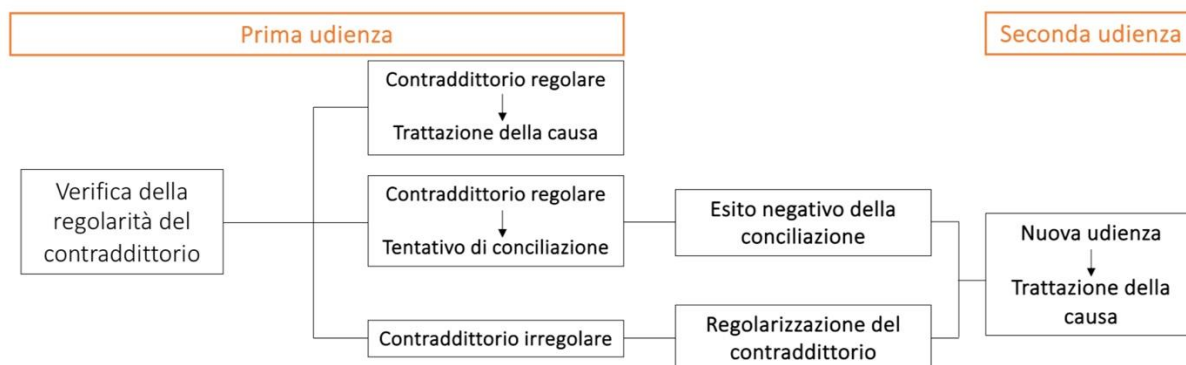 Prima udienza
Seconda udienza
Contraddittorio regolare
Trattazione della causa
Verifica della
regolarità del
contraddittorio
Contraddittorio regolare
Tentativo di conciliazione
Esito negativo della
conciliazione
Nuova udienza
Trattazione della
causa
Contraddittorio irregolare
Regolarizzazione del
contraddittorio